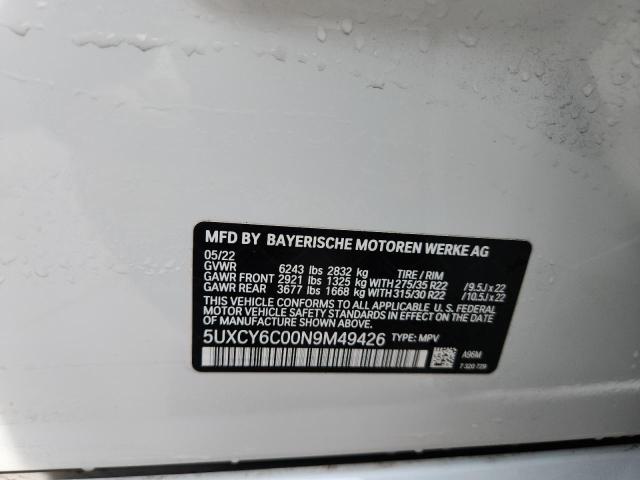 MFD BY BAYERISCHE MOTOREN WERKE AG
05/22
GVWR 6243 lbs 2832 kg TIRE / RIM
GAWR FRONT 2921 lbs 1325 kg WITH 275/35 R22 /9.5J x 22
GAWR REAR 3677 lbs 1668 kg WITH 315/30 R22 /10.5J x 22
THIS VEHICLE CONFORMS TO ALL APPLICABLE U.S. FEDERAL
MOTOR VEHICLE SAFETY STANDARDS IN EFFECT ON THE DATE
OF MANUFACTURE SHOWN ABOVE.
5UXCY6C00N9M49426 TYPE: MPV
A96M
7 320 729